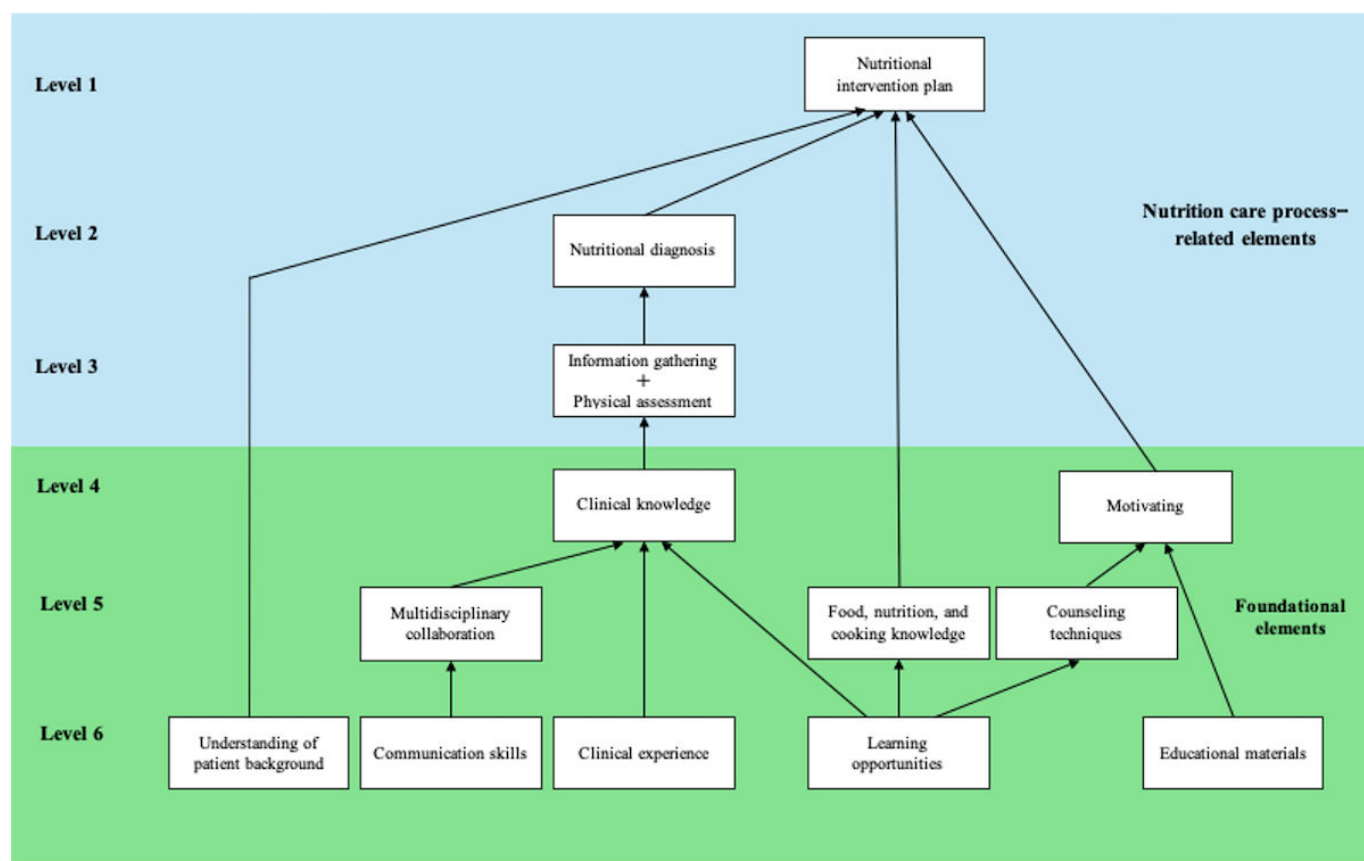 Level 1
Nutritional
intervention plan
Level 2
Nutritional diagnosis
Nutrition care process–
related elements
Level 3
Information gathering
+
Physical assessment
Level 4
Clinical knowledge
Motivating
Level 5
Multidisciplinary
collaboration
Food, nutrition, and
cooking knowledge
Counseling
techniques
Foundational
elements
Level 6
Understanding of
patient background
Communication skills
Clinical experience
Learning
opportunities
Educational materials